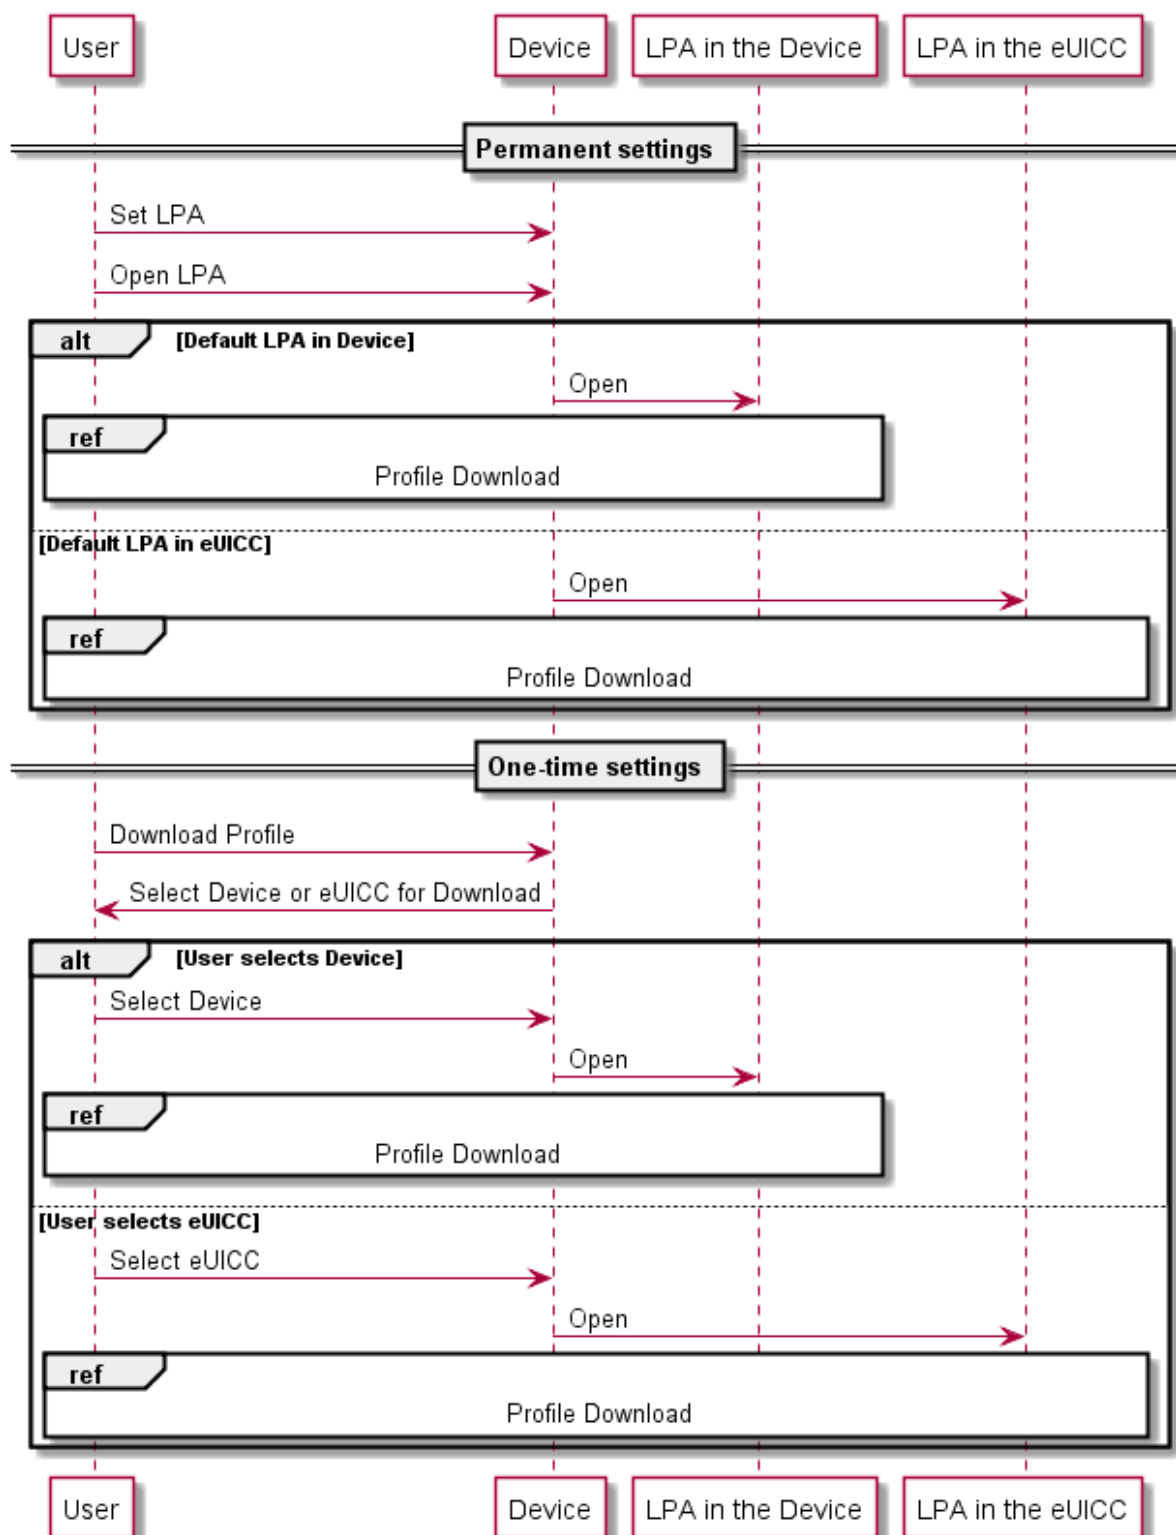 User Device LPA in the Device LPA in the eUICC
Permanent settings
Set LPA
Open LPA
alt [Default LPA in Device]
Open
ref
Profile Download
[Default LPA in eUICC]
Open
ref
Profile Download
One-time settings
Download Profile
Select Device or eUICC for Download
alt [User selects Device]
Select Device
Open
ref
Profile Download
[User selects eUICC]
Select eUICC
Open
ref
Profile Download
User Device LPA in the Device LPA in the eUICC